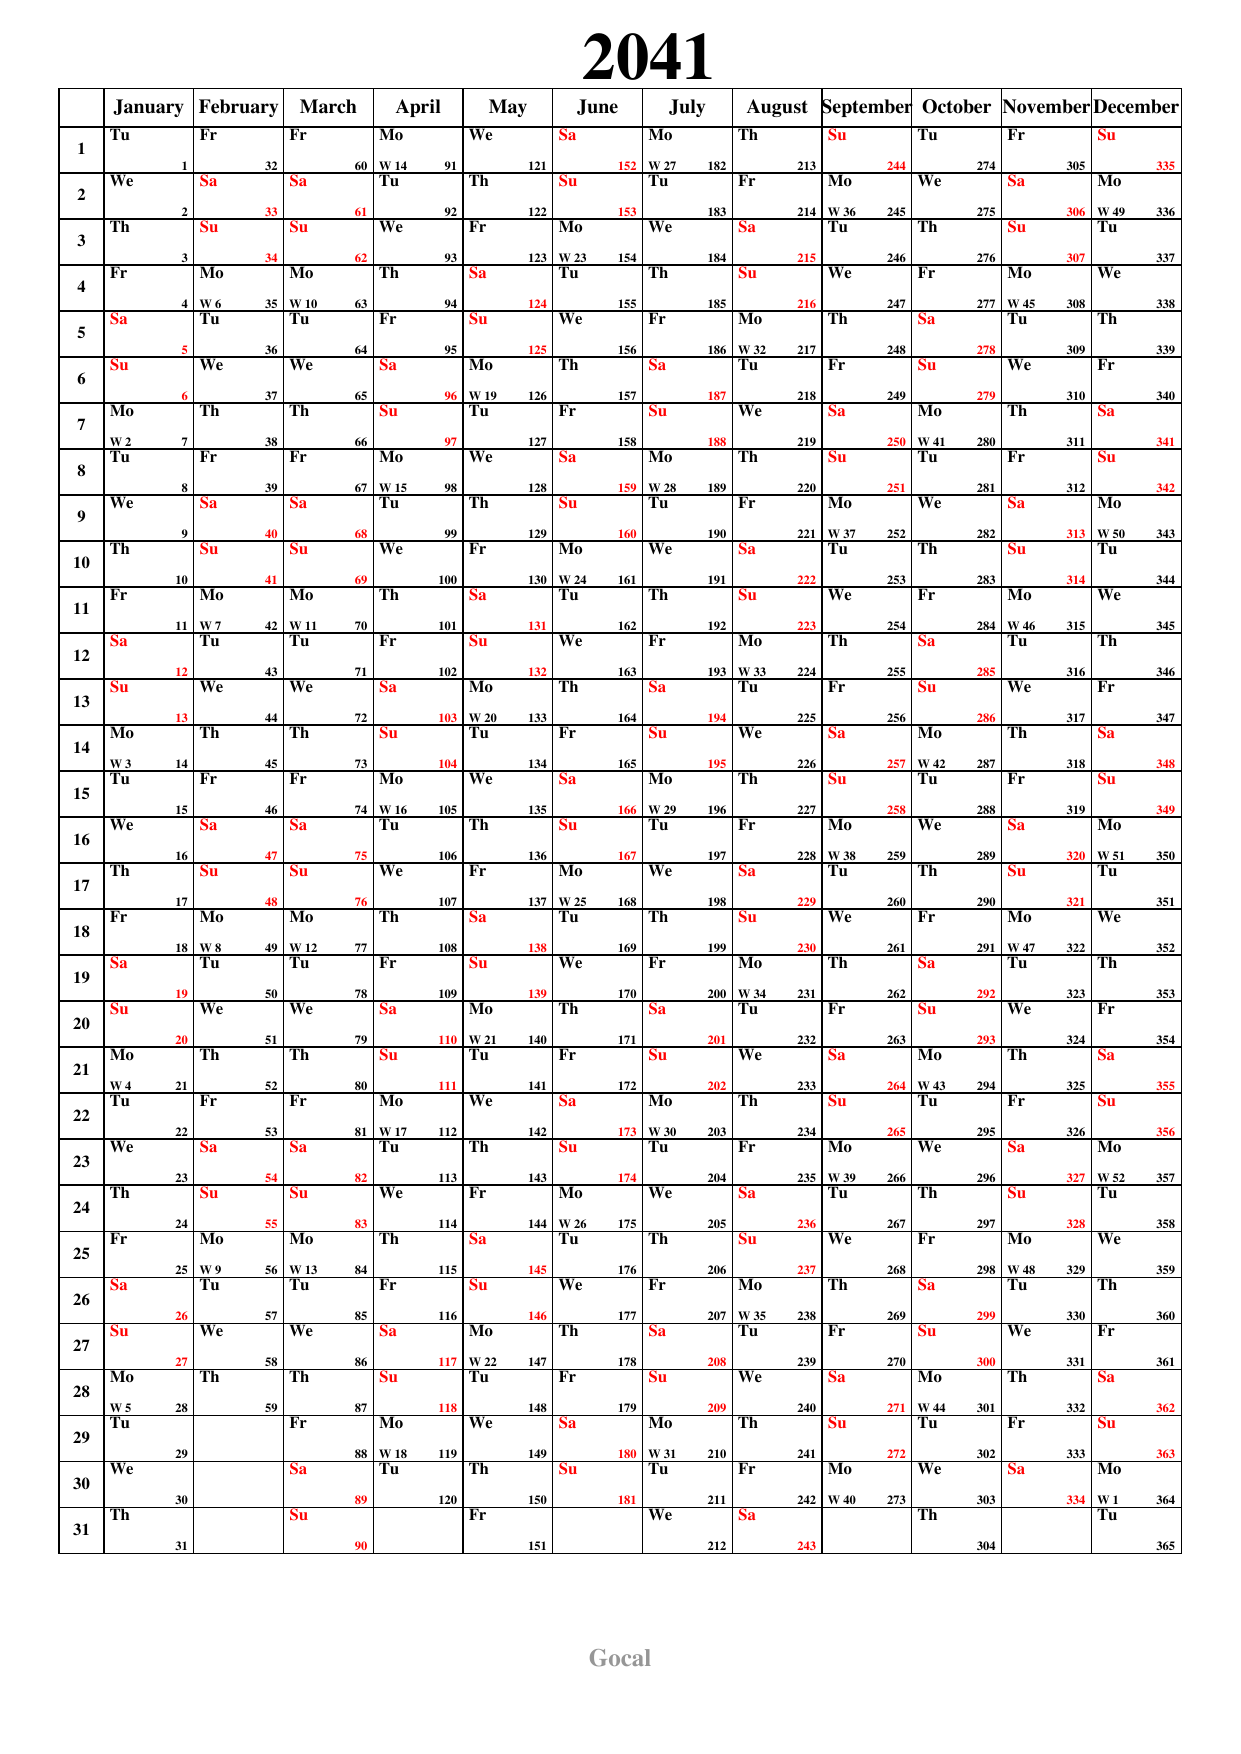 2041
January February March April May June July August September October November December
1 Tu 1 Fr 32 Fr 60 Mo W 14 91 We 121 Sa 152 Mo W 27 182 Th 213 Su 244 Tu 274 Fr 305 Su 335
2 We 2 Sa 33 Sa 61 Tu 92 Th 122 Su 153 Tu 183 Fr 214 Mo W 36 245 We 275 Sa 306 Mo W 49 336
3 Th 3 Su 34 Su 62 We 93 Fr 123 Mo W 23 154 We 184 Sa 215 Tu 246 Th 276 Su 307 Tu 337
4 Fr 4 Mo W 6 35 Mo W 10 63 Th 94 Sa 124 Tu 155 Th 185 Su 216 We 247 Fr 277 Mo W 45 308 We 338
5 Sa 5 Tu 36 Tu 64 Fr 95 Su 125 We 156 Fr 186 Mo W 32 217 Th 248 Sa 278 Tu 309 Th 339
6 Su 6 We 37 We 65 Sa 96 Mo W 19 126 Th 157 Sa 187 Tu 218 Fr 249 Su 279 We 310 Fr 340
7 Mo W 2 7 Th 38 Th 66 Su 97 Tu 127 Fr 158 Su 188 We 219 Sa 250 Mo W 41 280 Th 311 Sa 341
8 Tu 8 Fr 39 Fr 67 Mo W 15 98 We 128 Sa 159 Mo W 28 189 Th 220 Su 251 Tu 281 Fr 312 Su 342
9 We 9 Sa 40 Sa 68 Tu 99 Th 129 Su 160 Tu 190 Fr 221 Mo W 37 252 We 282 Sa 313 Mo W 50 343
10 Th 10 Su 41 Su 69 We 100 Fr 130 Mo W 24 161 We 191 Sa 222 Tu 253 Th 283 Su 314 Tu 344
11 Fr 11 Mo W 7 42 Mo W 11 70 Th 101 Sa 131 Tu 162 Th 192 Su 223 We 254 Fr 284 Mo W 46 315 We 345
12 Sa 12 Tu 43 Tu 71 Fr 102 Su 132 We 163 Fr 193 Mo W 33 224 Th 255 Sa 285 Tu 316 Th 346
13 Su 13 We 44 We 72 Sa 103 Mo W 20 133 Th 164 Sa 194 Tu 225 Fr 256 Su 286 We 317 Fr 347
14 Mo W 3 14 Th 45 Th 73 Su 104 Tu 134 Fr 165 Su 195 We 226 Sa 257 Mo W 42 287 Th 318 Sa 348
15 Tu 15 Fr 46 Fr 74 Mo W 16 105 We 135 Sa 166 Mo W 29 196 Th 227 Su 258 Tu 288 Fr 319 Su 349
16 We 16 Sa 47 Sa 75 Tu 106 Th 136 Su 167 Tu 197 Fr 228 Mo W 38 259 We 289 Sa 320 Mo W 51 350
17 Th 17 Su 48 Su 76 We 107 Fr 137 Mo W 25 168 We 198 Sa 229 Tu 260 Th 290 Su 321 Tu 351
18 Fr 18 Mo W 8 49 Mo W 12 77 Th 108 Sa 138 Tu 169 Th 199 Su 230 We 261 Fr 291 Mo W 47 322 We 352
19 Sa 19 Tu 50 Tu 78 Fr 109 Su 139 We 170 Fr 200 Mo W 34 231 Th 262 Sa 292 Tu 323 Th 353
20 Su 20 We 51 We 79 Sa 110 Mo W 21 140 Th 171 Sa 201 Tu 232 Fr 263 Su 293 We 324 Fr 354
21 Mo W 4 21 Th 52 Th 80 Su 111 Tu 141 Fr 172 Su 202 We 233 Sa 264 Mo W 43 294 Th 325 Sa 355
22 Tu 22 Fr 53 Fr 81 Mo W 17 112 We 142 Sa 173 Mo W 30 203 Th 234 Su 265 Tu 295 Fr 326 Su 356
23 We 23 Sa 54 Sa 82 Tu 113 Th 143 Su 174 Tu 204 Fr 235 Mo W 39 266 We 296 Sa 327 Mo W 52 357
24 Th 24 Su 55 Su 83 We 114 Fr 144 Mo W 26 175 We 205 Sa 236 Tu 267 Th 297 Su 328 Tu 358
25 Fr 25 Mo W 9 56 Mo W 13 84 Th 115 Sa 145 Tu 176 Th 206 Su 237 We 268 Fr 298 Mo W 48 329 We 359
26 Sa 26 Tu 57 Tu 85 Fr 116 Su 146 We 177 Fr 207 Mo W 35 238 Th 269 Sa 299 Tu 330 Th 360
27 Su 27 We 58 We 86 Sa 117 Mo W 22 147 Th 178 Sa 208 Tu 239 Fr 270 Su 300 We 331 Fr 361
28 Mo W 5 28 Th 59 Th 87 Su 118 Tu 148 Fr 179 Su 209 We 240 Sa 271 Mo W 44 301 Th 332 Sa 362
29 Tu 29 Fr 88 Mo W 18 119 We 149 Sa 180 Mo W 31 210 Th 241 Su 272 Tu 302 Fr 333 Su 363
30 We 30 Sa 89 Tu 120 Th 150 Su 181 Tu 211 Fr 242 Mo W 40 273 We 303 Sa 334 Mo W 1 364
31 Th 31 Su 90 Fr 151 We 212 Sa 243 Th 304 Tu 365
Gocal